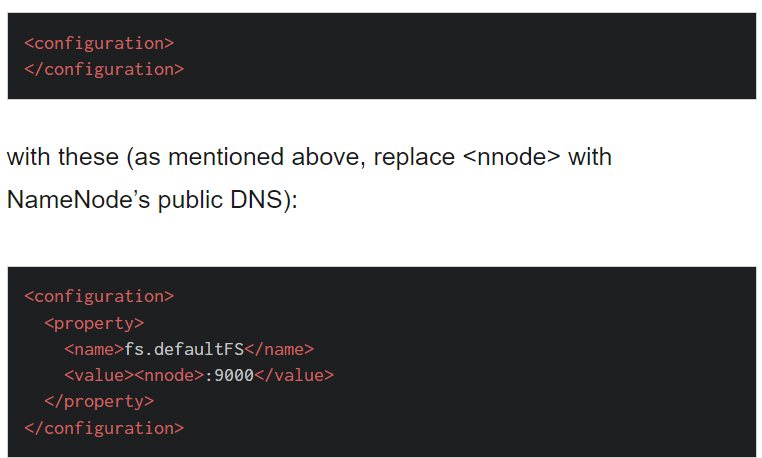 <configuration>
</configuration>
with these (as mentioned above, replace <nnode> with
NameNode’s public DNS):
<configuration>
  <property>
    <name>fs.defaultFS</name>
    <value><nnode>:9000</value>
  </property>
</configuration>